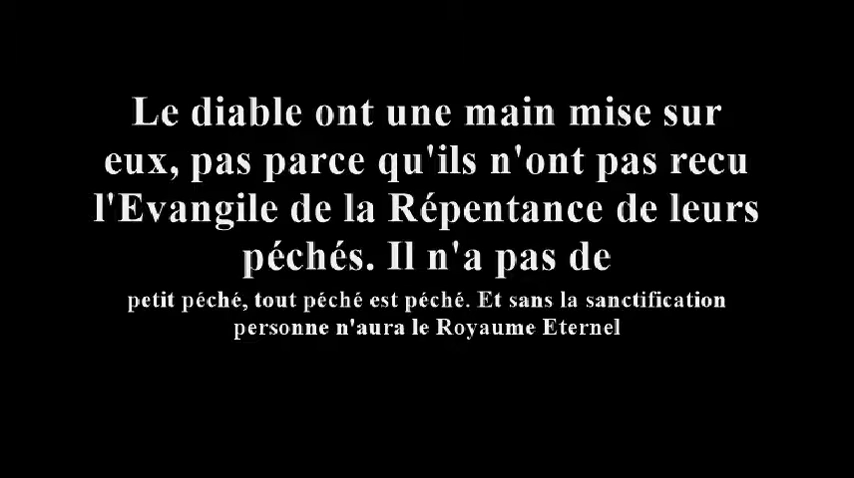 Le diable ont une main mise sur
eux, pas parce qu'ils n'ont pas recu
l'Evangile de la Répentance de leurs
péchés. Il n'a pas de
petit péché, tout péché est péché. Et sans la sanctification
personne n'aura le Royaume Eternel